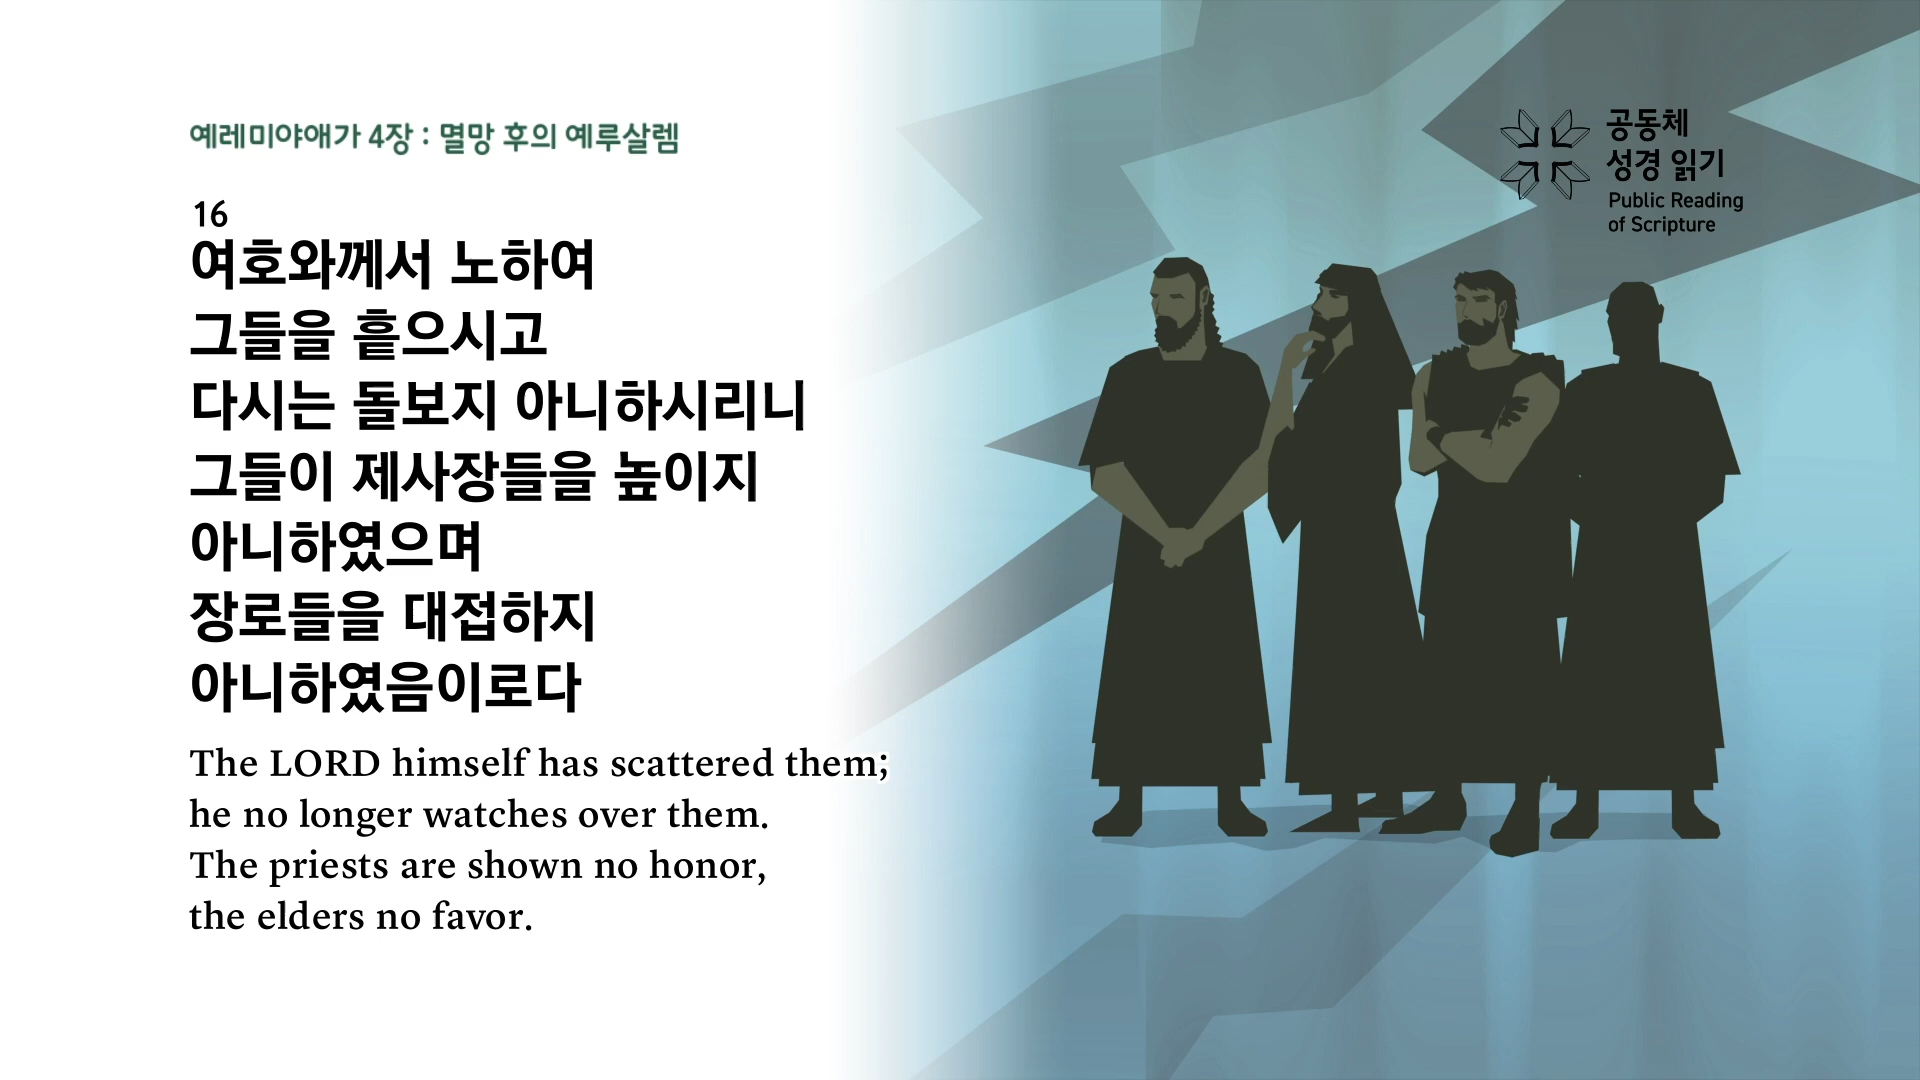 예레미야애가 4장 : 멸망 후의 예루살렘
16
여호와께서 노하여
그들을 흩으시고
다시는 돌보지 아니하시리니
그들이 제사장들을 높이지
아니하였으며
장로들을 대접하지
아니하였음이로다
The LORD himself has scattered them;
he no longer watches over them.
The priests are shown no honor,
the elders no favor.
공동체
성경 읽기
Public Reading
of Scripture